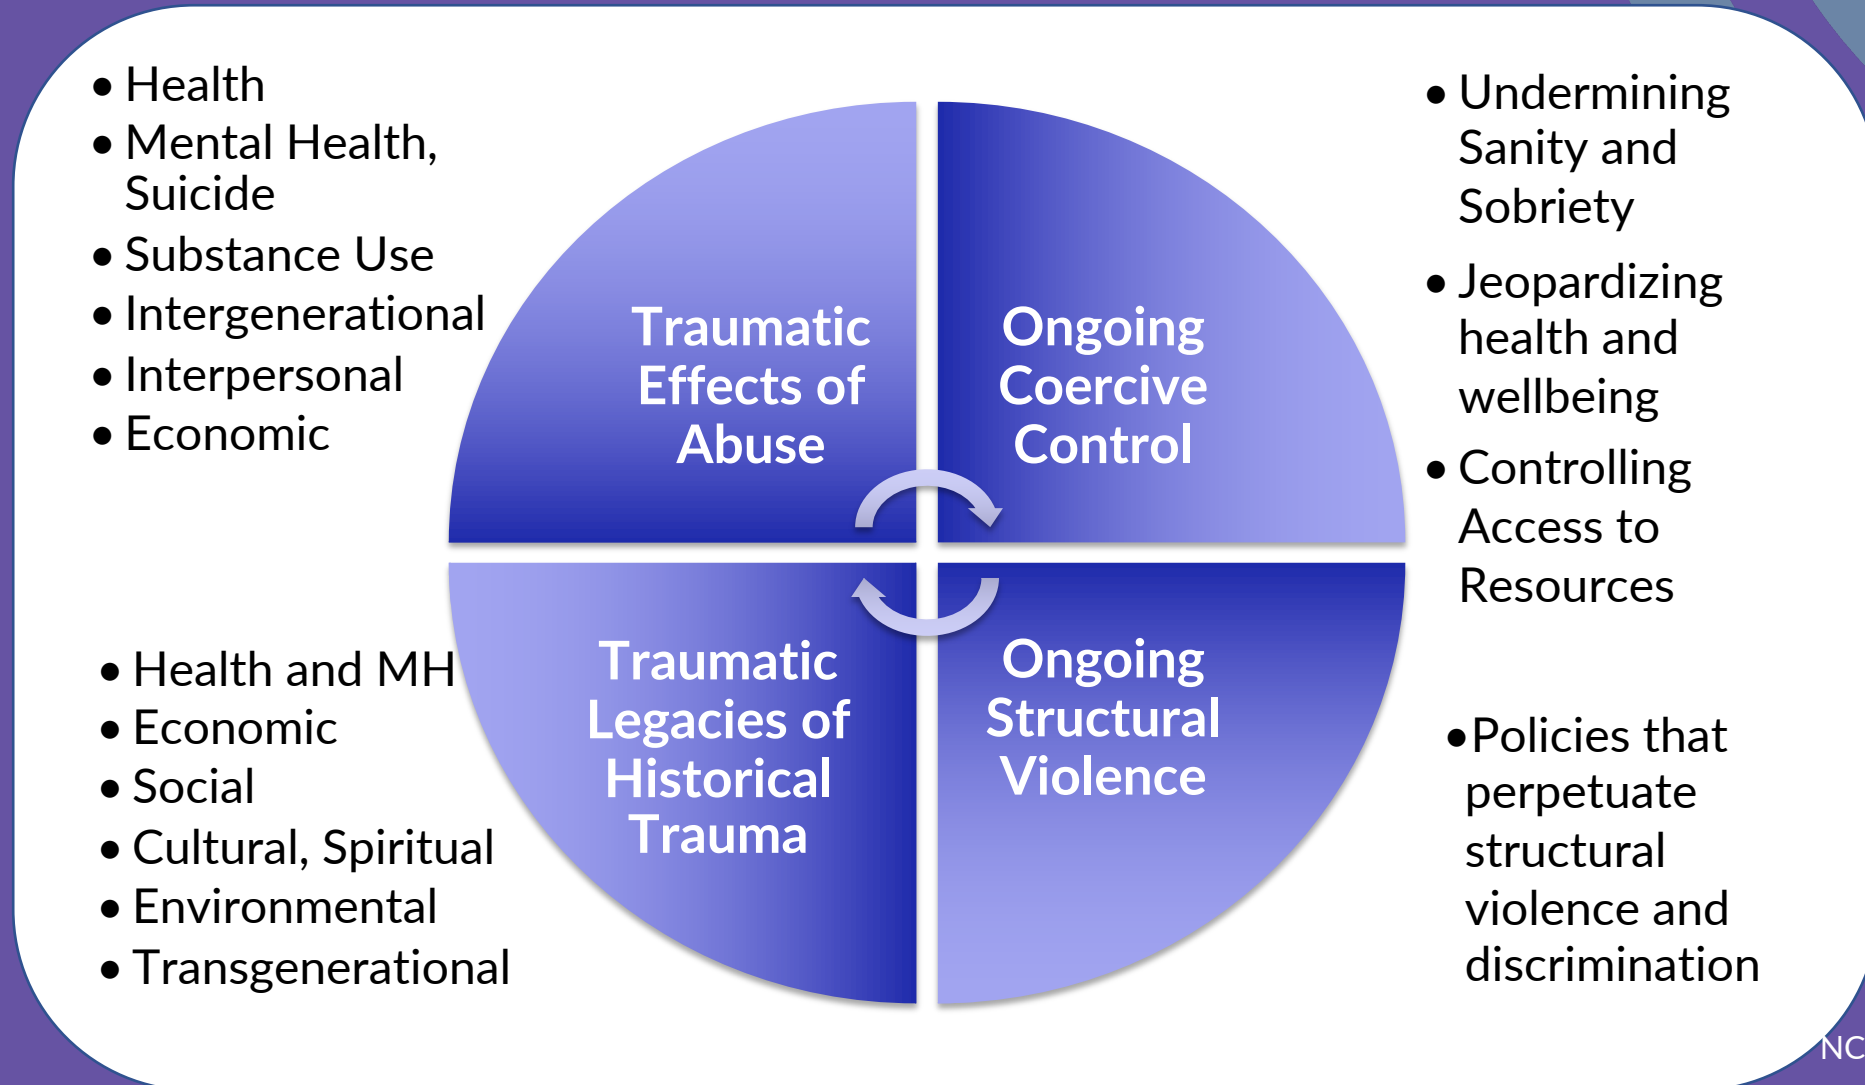 • Health
• Mental Health,
Suicide
• Substance Use
• Intergenerational
• Interpersonal
• Economic
Traumatic
Effects of
Abuse
Ongoing
Coercive
Control
• Undermining
Sanity and
Sobriety
• Jeopardizing
health and
wellbeing
• Controlling
Access to
Resources
• Health and MH
• Economic
• Social
• Cultural, Spiritual
• Environmental
• Transgenerational
Traumatic
Legacies of
Historical
Trauma
Ongoing
Structural
Violence
•Policies that
perpetuate
structural
violence and
discrimination
NC